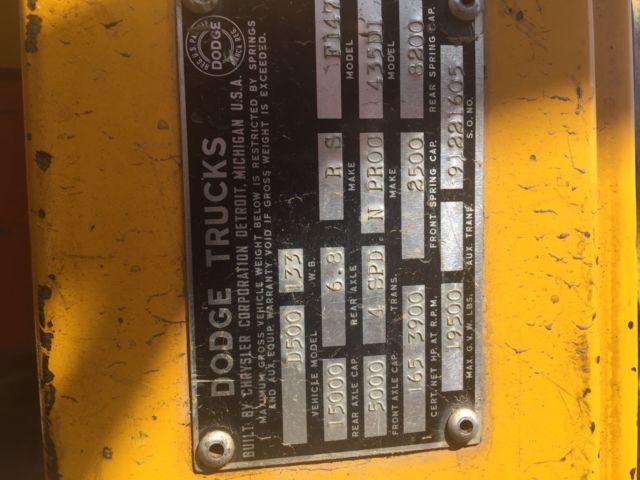 DODGE
DODGE TRUCKS
BUILT BY CHRYSLER CORPORATION DETROIT, MICHIGAN U.S.A.
MAXIMUM GROSS VEHICLE WEIGHT BELOW IS RESTRICTED BY SPRINGS
AND AUX. EQUIP. WARRANTY VOID IF GROSS WEIGHT IS EXCEEDED.
D500 133
VEHICLE MODEL W.B.
15000 6.8 R S F147
REAR AXLE CAP. REAR AXLE MAKE MODEL
5000 4 SPD N PROC 435DI
FRONT AXLE CAP. TRANS. MAKE MODEL
165 3900 2500 8200
CERT. NET HP AT R.P.M. FRONT SPRING CAP. REAR SPRING CAP.
19500 9 221605
MAX. G.V.W. LBS. AUX. TRANS. S.O. NO.